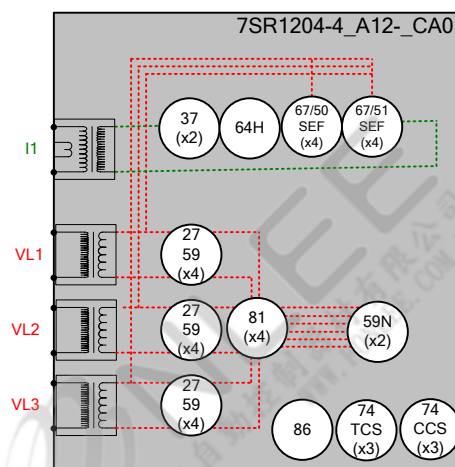 7SR1204-4_A12-_CA0
37
(x2)
64H
67/50
SEF
(x4)
67/51
SEF
(x4)
I1
VL1
27
59
(x4)
VL2
27
59
(x4)
81
(x4)
59N
(x2)
VL3
27
59
(x4)
86
74
TCS
(x3)
74
CCS
(x3)